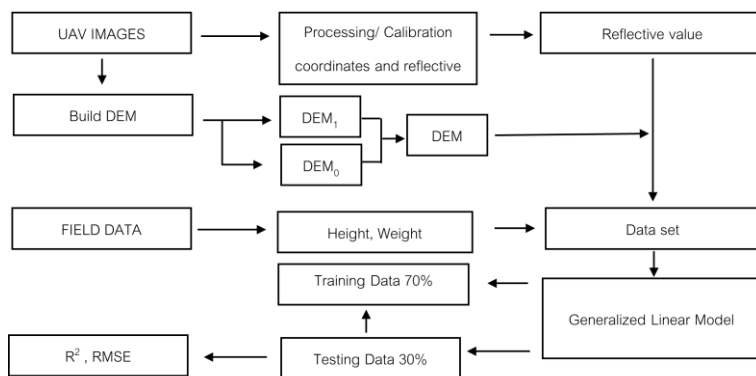 UAV IMAGES
Processing/ Calibration
coordinates and reflective
Reflective value
Build DEM
DEM₁
DEM₀
DEM
FIELD DATA
Height, Weight
Data set
Training Data 70%
Generalized Linear Model
Testing Data 30%
R² , RMSE